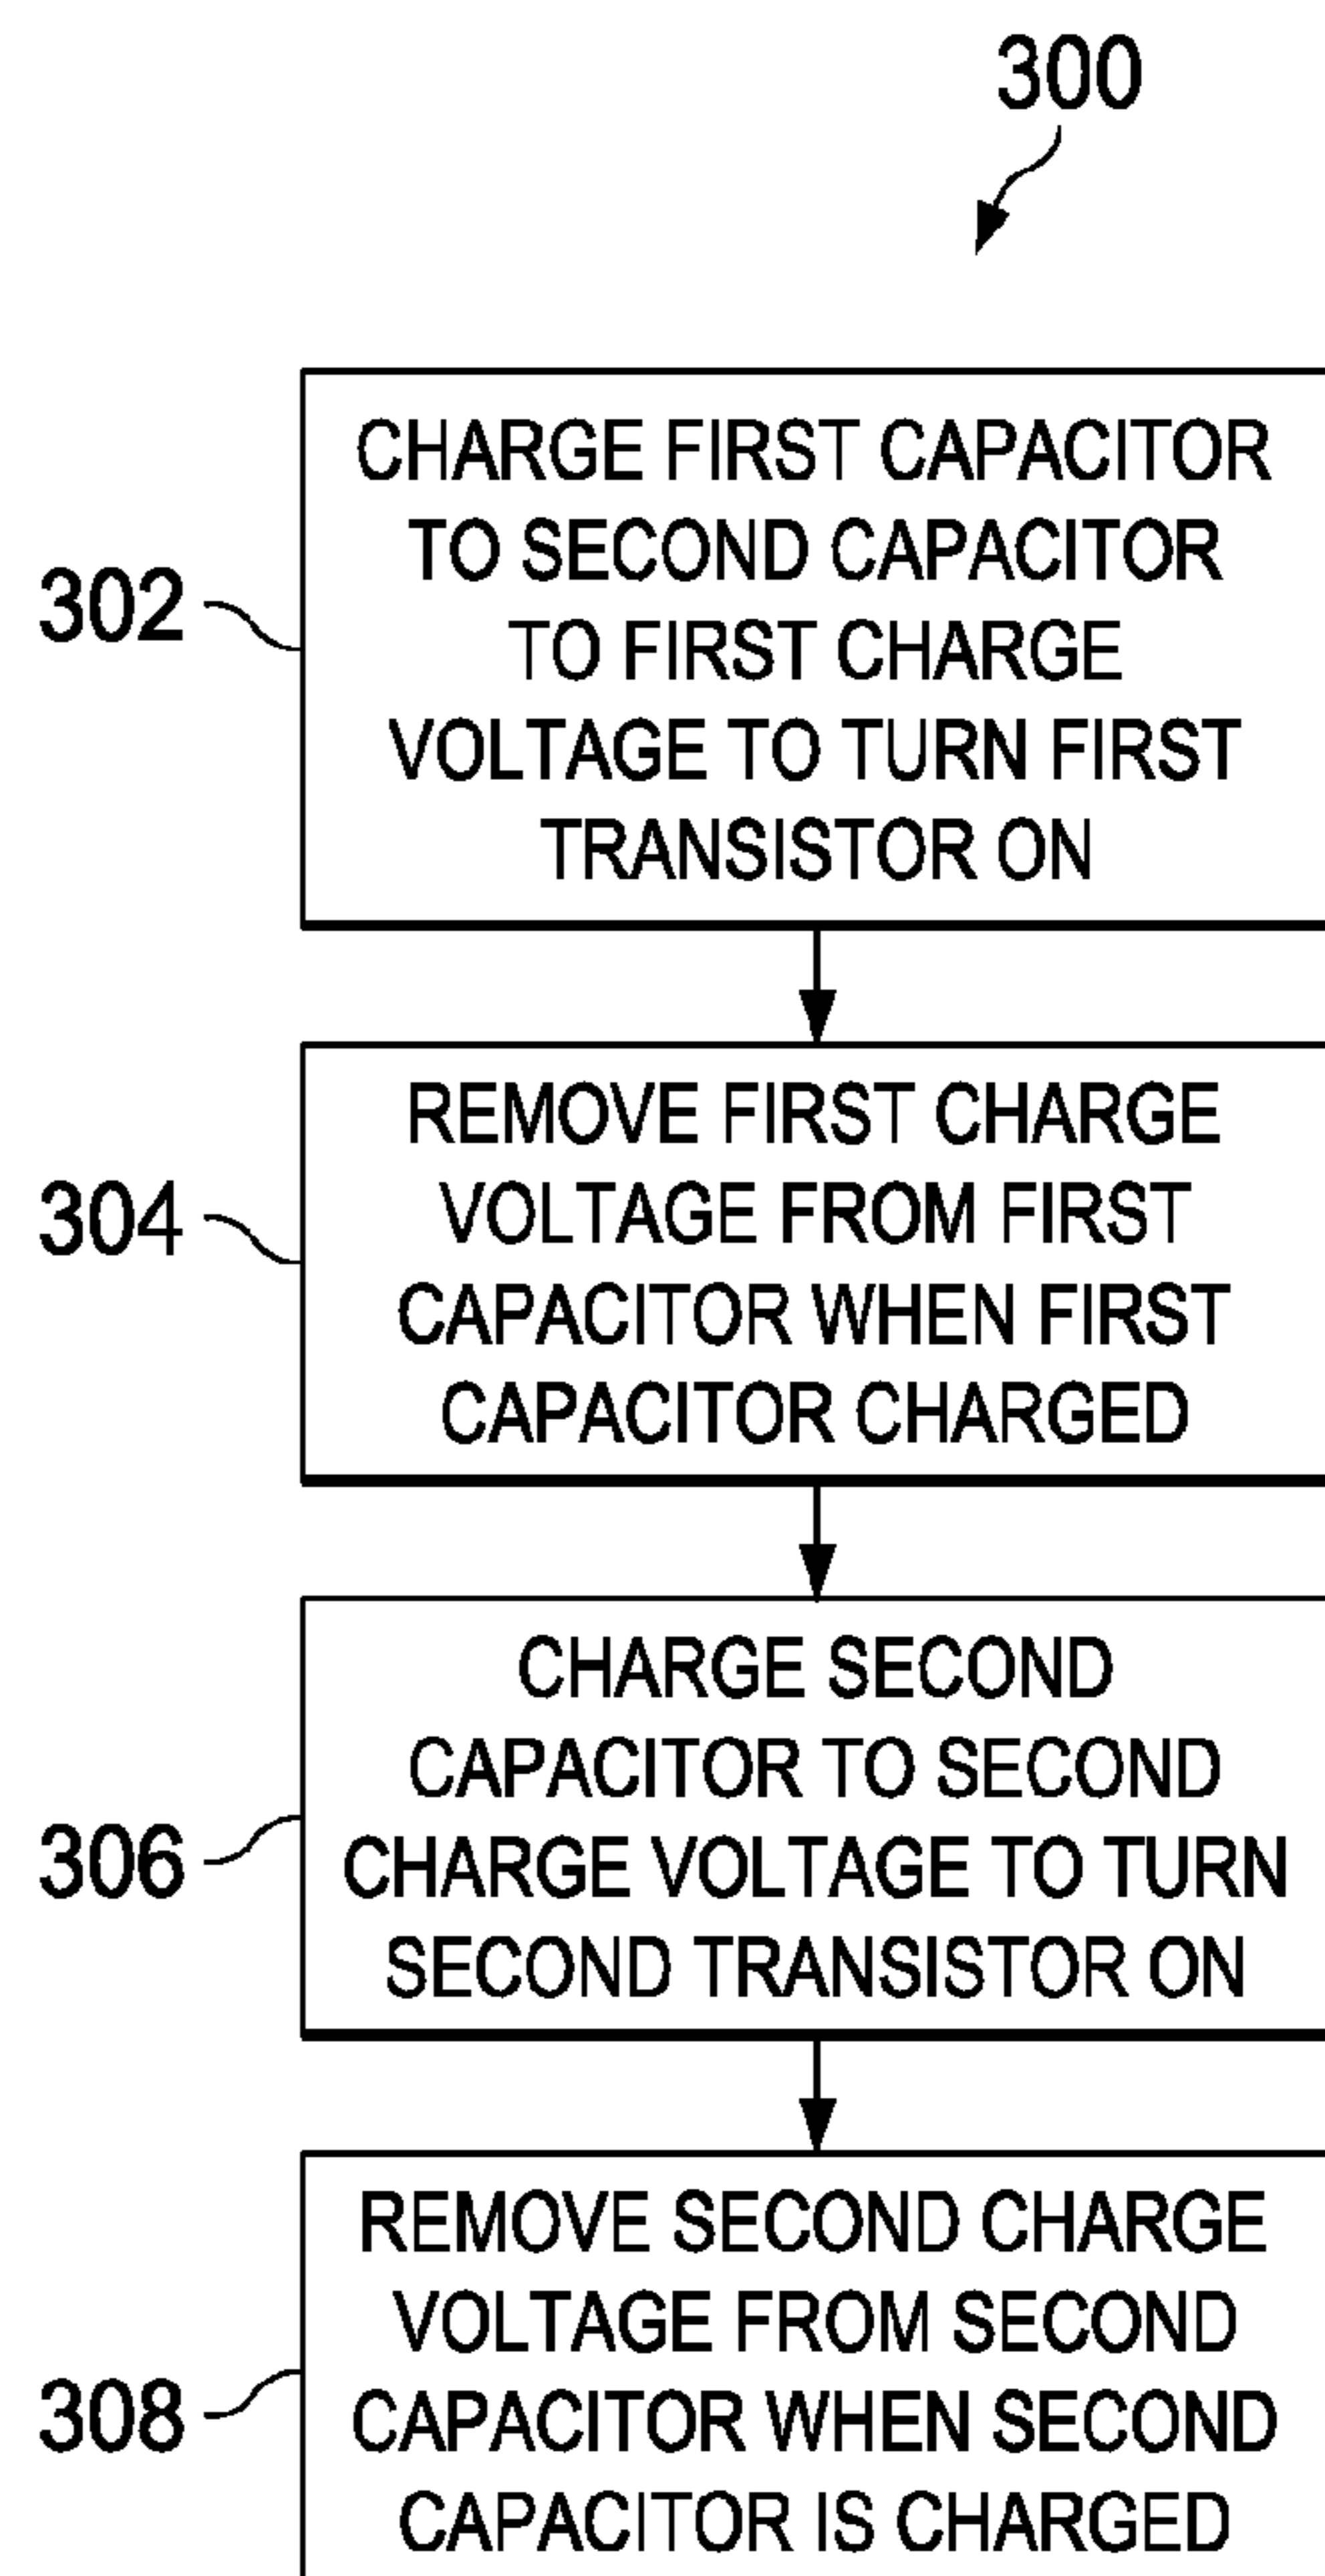 300
302
CHARGE FIRST CAPACITOR
TO SECOND CAPACITOR
TO FIRST CHARGE
VOLTAGE TO TURN FIRST
TRANSISTOR ON
304
REMOVE FIRST CHARGE
VOLTAGE FROM FIRST
CAPACITOR WHEN FIRST
CAPACITOR CHARGED
306
CHARGE SECOND
CAPACITOR TO SECOND
CHARGE VOLTAGE TO TURN
SECOND TRANSISTOR ON
308
REMOVE SECOND CHARGE
VOLTAGE FROM SECOND
CAPACITOR WHEN SECOND
CAPACITOR IS CHARGED